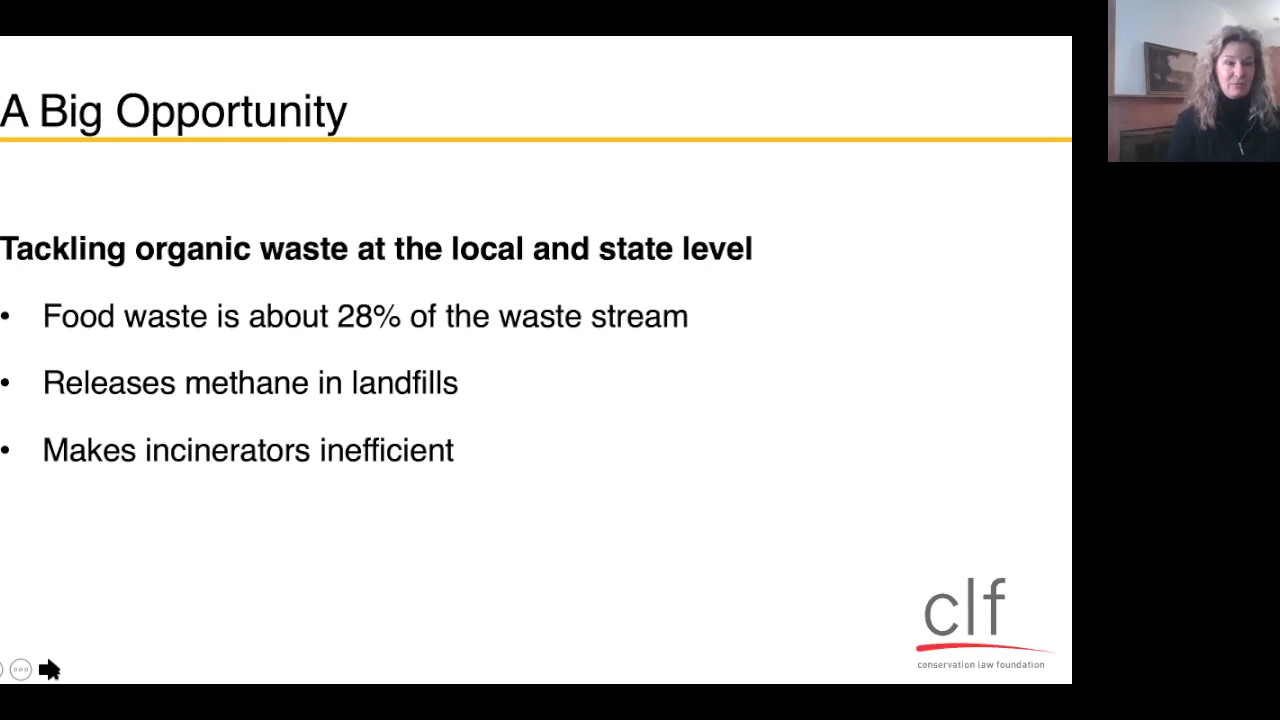 A Big Opportunity
Tackling organic waste at the local and state level
• Food waste is about 28% of the waste stream
• Releases methane in landfills
• Makes incinerators inefficient
clf
conservation law foundation